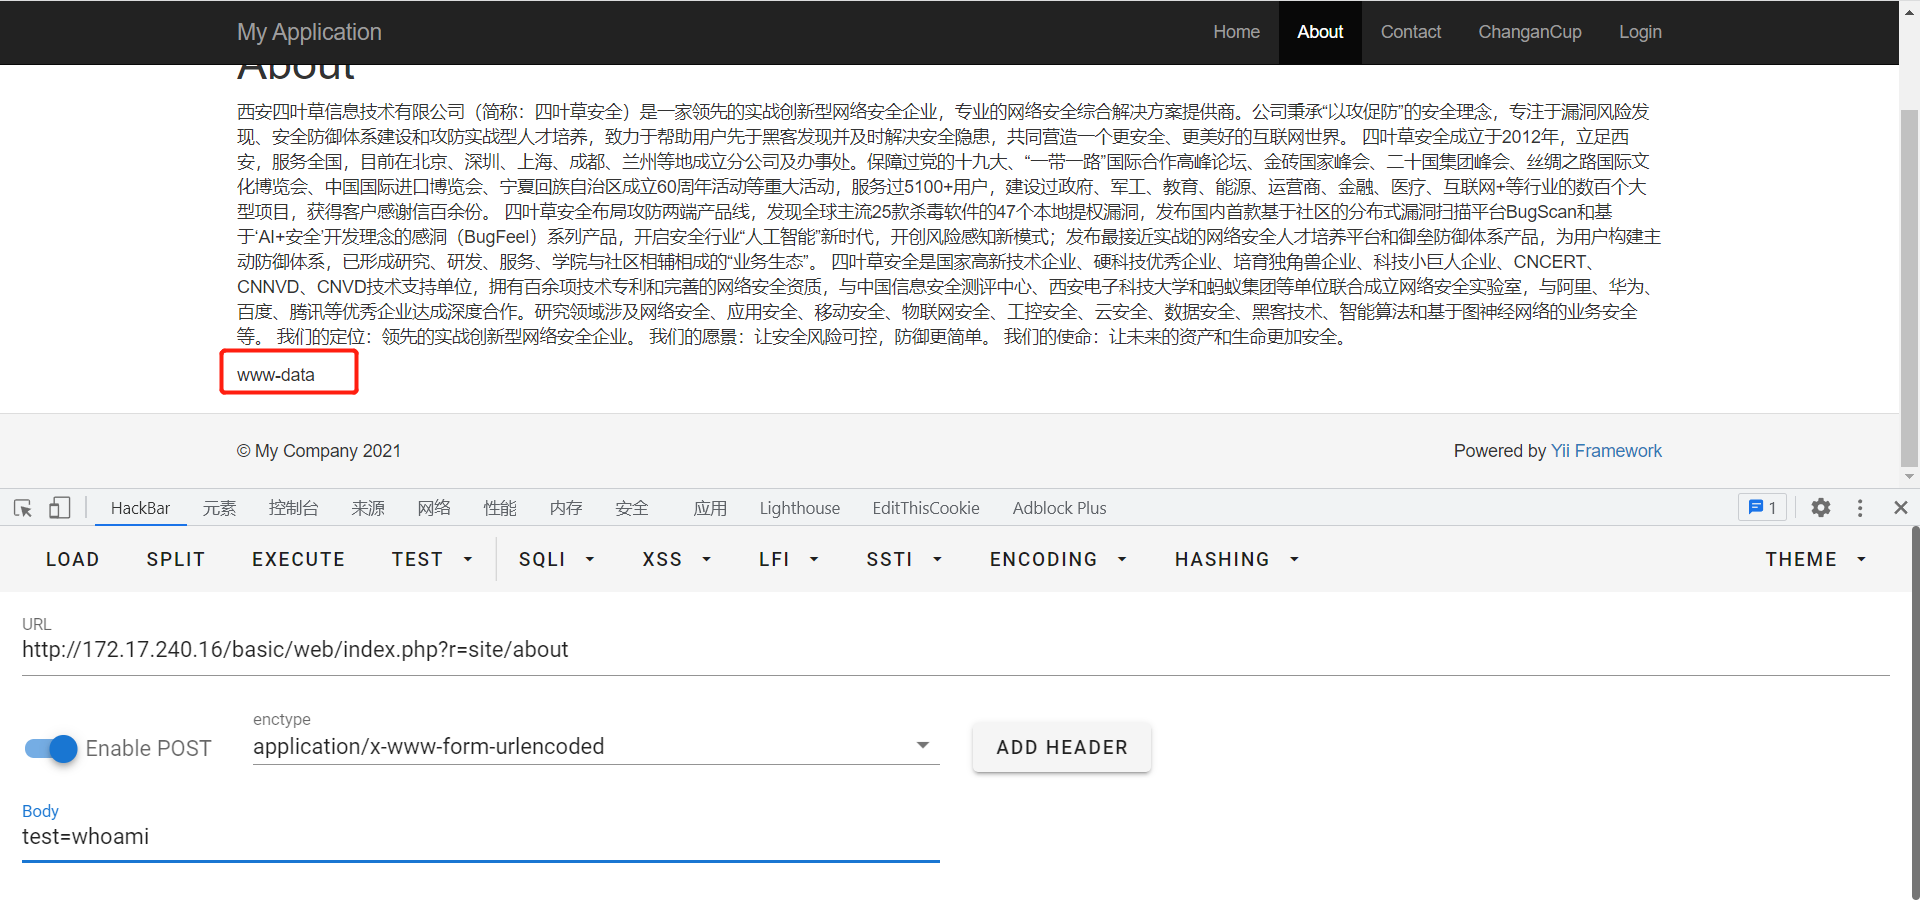 My Application
Home
About
Contact
ChanganCup
Login
About
西安四叶草信息技术有限公司（简称：四叶草安全）是一家领先的实战创新型网络安全企业，专业的网络安全综合解决方案提供商。公司秉承“以攻促防”的安全理念，专注于漏洞风险发
现、安全防御体系建设和攻防实战型人才培养，致力于帮助用户先于黑客发现并及时解决安全隐患，共同营造一个更安全、更美好的互联网世界。 四叶草安全成立于2012年，立足西
安，服务全国，目前在北京、深圳、上海、成都、兰州等地成立分公司及办事处。保障过党的十九大、“一带一路”国际合作高峰论坛、金砖国家峰会、二十国集团峰会、丝绸之路国际文
化博览会、中国国际进口博览会、宁夏回族自治区成立60周年活动等重大活动，服务过5100+用户，建设过政府、军工、教育、能源、运营商、金融、医疗、互联网+等行业的数百个大
型项目，获得客户感谢信百余份。 四叶草安全布局攻防两端产品线，发现全球主流25款杀毒软件的47个本地提权漏洞，发布国内首款基于社区的分布式漏洞扫描平台BugScan和基
于‘AI+安全’开发理念的感洞（BugFeel）系列产品，开启安全行业“人工智能”新时代，开创风险感知新模式；发布最接近实战的网络安全人才培养平台和御垒防御体系产品，为用户构建主
动防御体系，已形成研究、研发、服务、学院与社区相辅相成的“业务生态”。 四叶草安全是国家高新技术企业、硬科技优秀企业、培育独角兽企业、科技小巨人企业、CNCERT、
CNNVD、CNVD技术支持单位，拥有百余项技术专利和完善的网络安全资质，与中国信息安全测评中心、西安电子科技大学和蚂蚁集团等单位联合成立网络安全实验室，与阿里、华为、
百度、腾讯等优秀企业达成深度合作。研究领域涉及网络安全、应用安全、移动安全、物联网安全、工控安全、云安全、数据安全、黑客技术、智能算法和基于图神经网络的业务安全
等。 我们的定位：领先的实战创新型网络安全企业。 我们的愿景：让安全风险可控，防御更简单。 我们的使命：让未来的资产和生命更加安全。
www-data
© My Company 2021
Powered by Yii Framework
HackBar
元素
控制台
来源
网络
性能
内存
安全
应用
Lighthouse
EditThisCookie
Adblock Plus
1
LOAD
SPLIT
EXECUTE
TEST
SQLI
XSS
LFI
SSTI
ENCODING
HASHING
THEME
URL
http://172.17.240.16/basic/web/index.php?r=site/about
Enable POST
enctype
application/x-www-form-urlencoded
ADD HEADER
Body
test=whoami